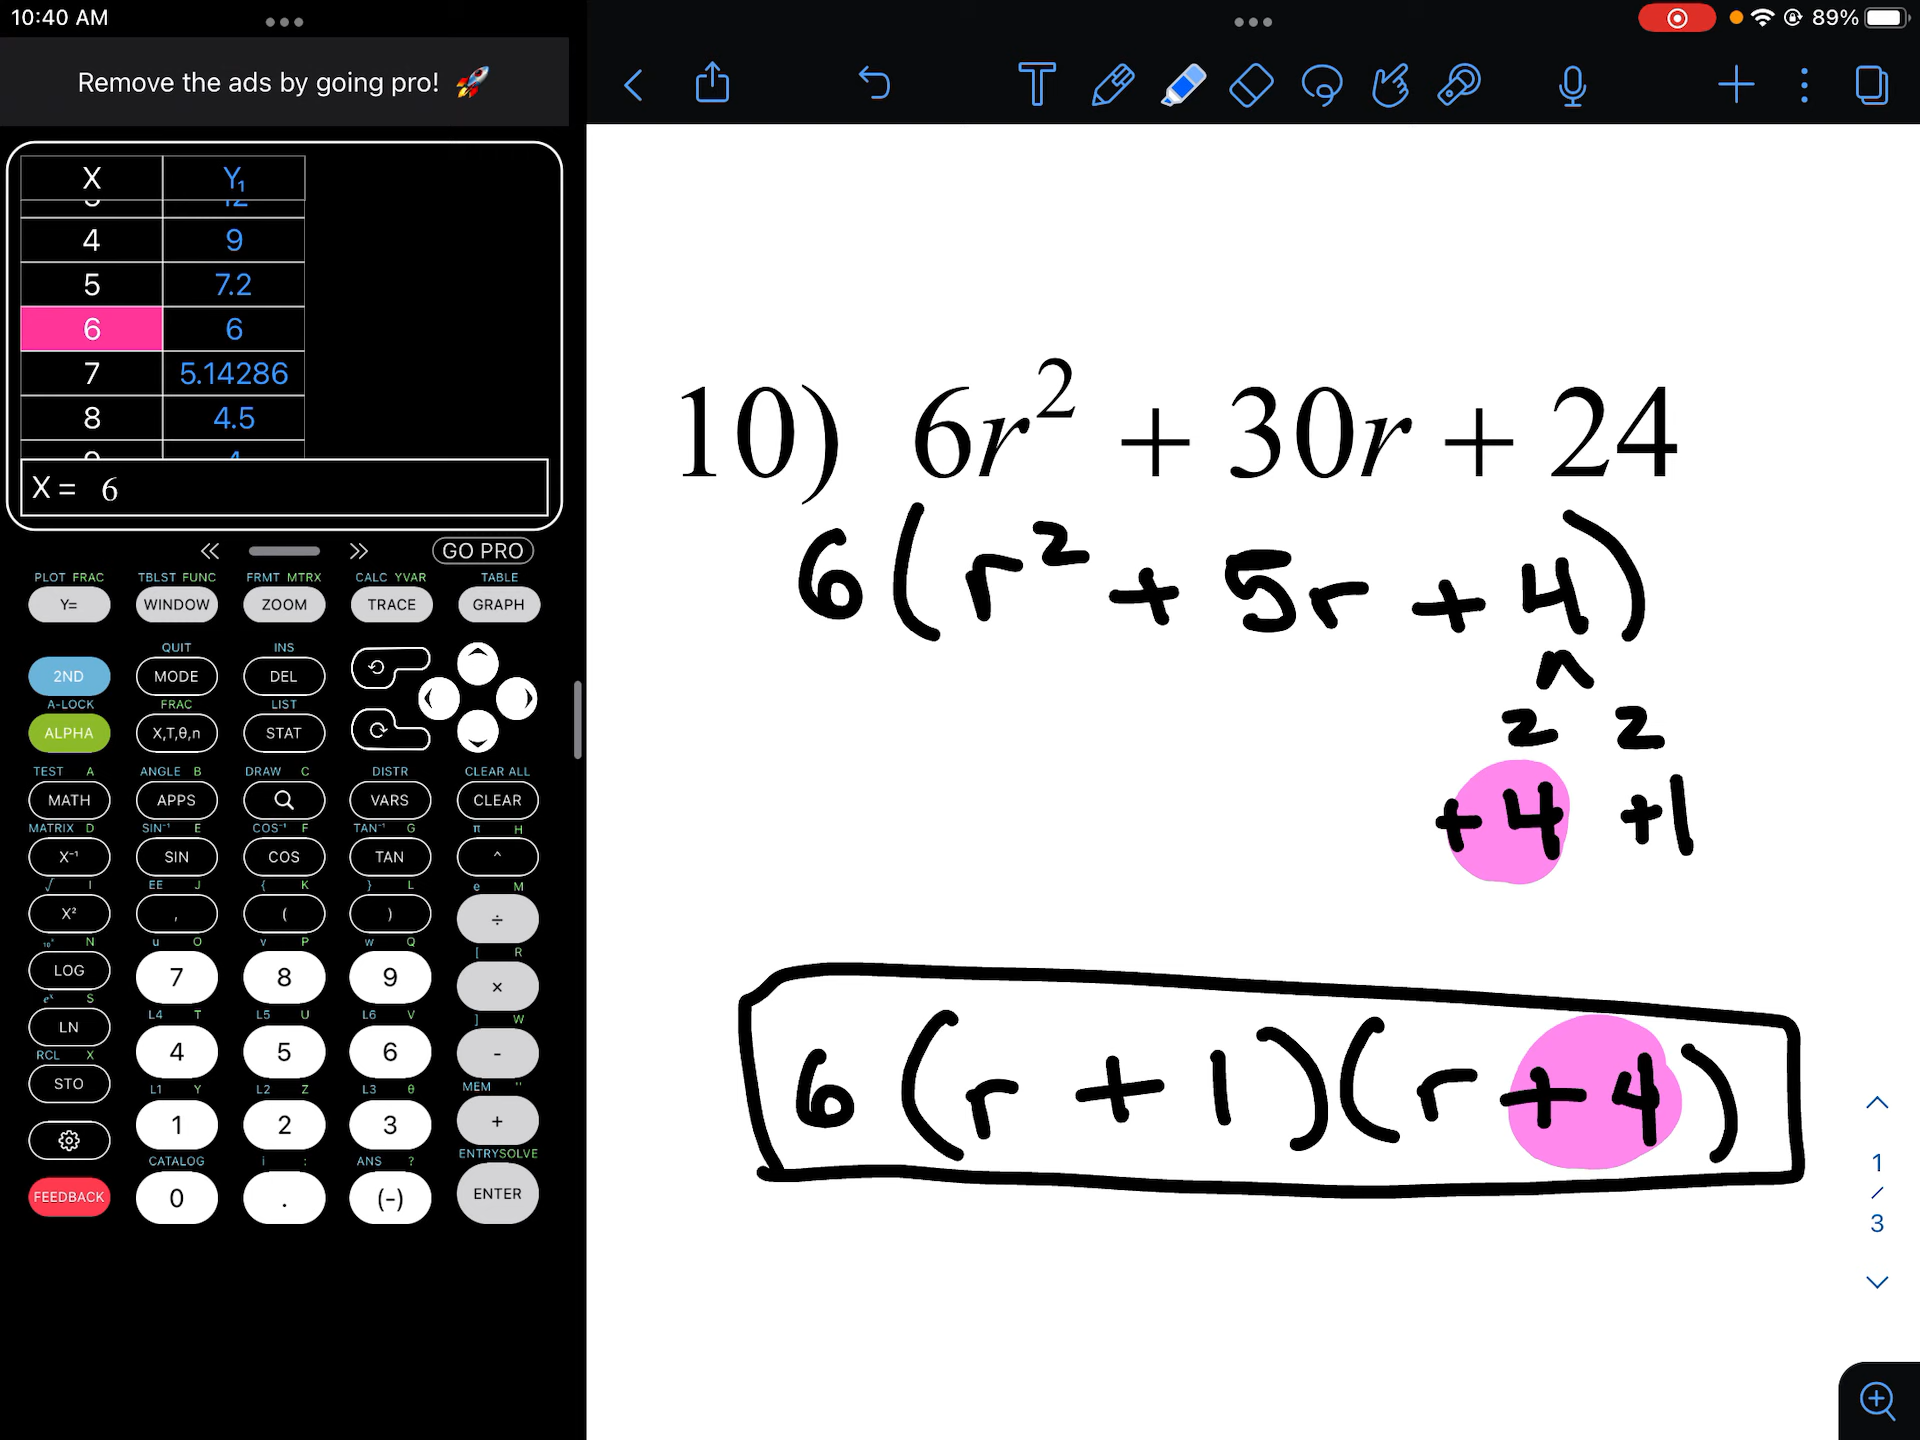 10:40 AM
89%
Remove the ads by going pro! 🚀
X Y₁
4 9
5 7.2
6 6
7 5.14286
8 4.5
X = 6
« » GO PRO
PLOT FRAC TBLST FUNC FRMT MTRX CALC YVAR TABLE
Y= WINDOW ZOOM TRACE GRAPH
QUIT INS
2ND MODE DEL
A-LOCK FRAC LIST
ALPHA X,T,θ,n STAT
TEST A ANGLE B DRAW C DISTR CLEAR ALL
MATH APPS VARS CLEAR
MATRIX D SIN⁻¹ E COS⁻¹ F TAN⁻¹ G π H
X⁻¹ SIN COS TAN ^
√ I EE J { K } L e M
X² , ( ) ÷
10ˣ N u O v P w Q [ R
LOG 7 8 9 ×
eˣ S L4 T L5 U L6 V ] W
LN 4 5 6 -
RCL X L1 Y L2 Z L3 θ MEM "
STO 1 2 3 +
CATALOG i : ANS ? ENTRY SOLVE
FEEDBACK 0 . (-) ENTER
10) 6r² + 30r + 24
6(r² + 5r + 4)
^
2 2
+4 +1
6(r + 1)(r + 4)
1
/
3